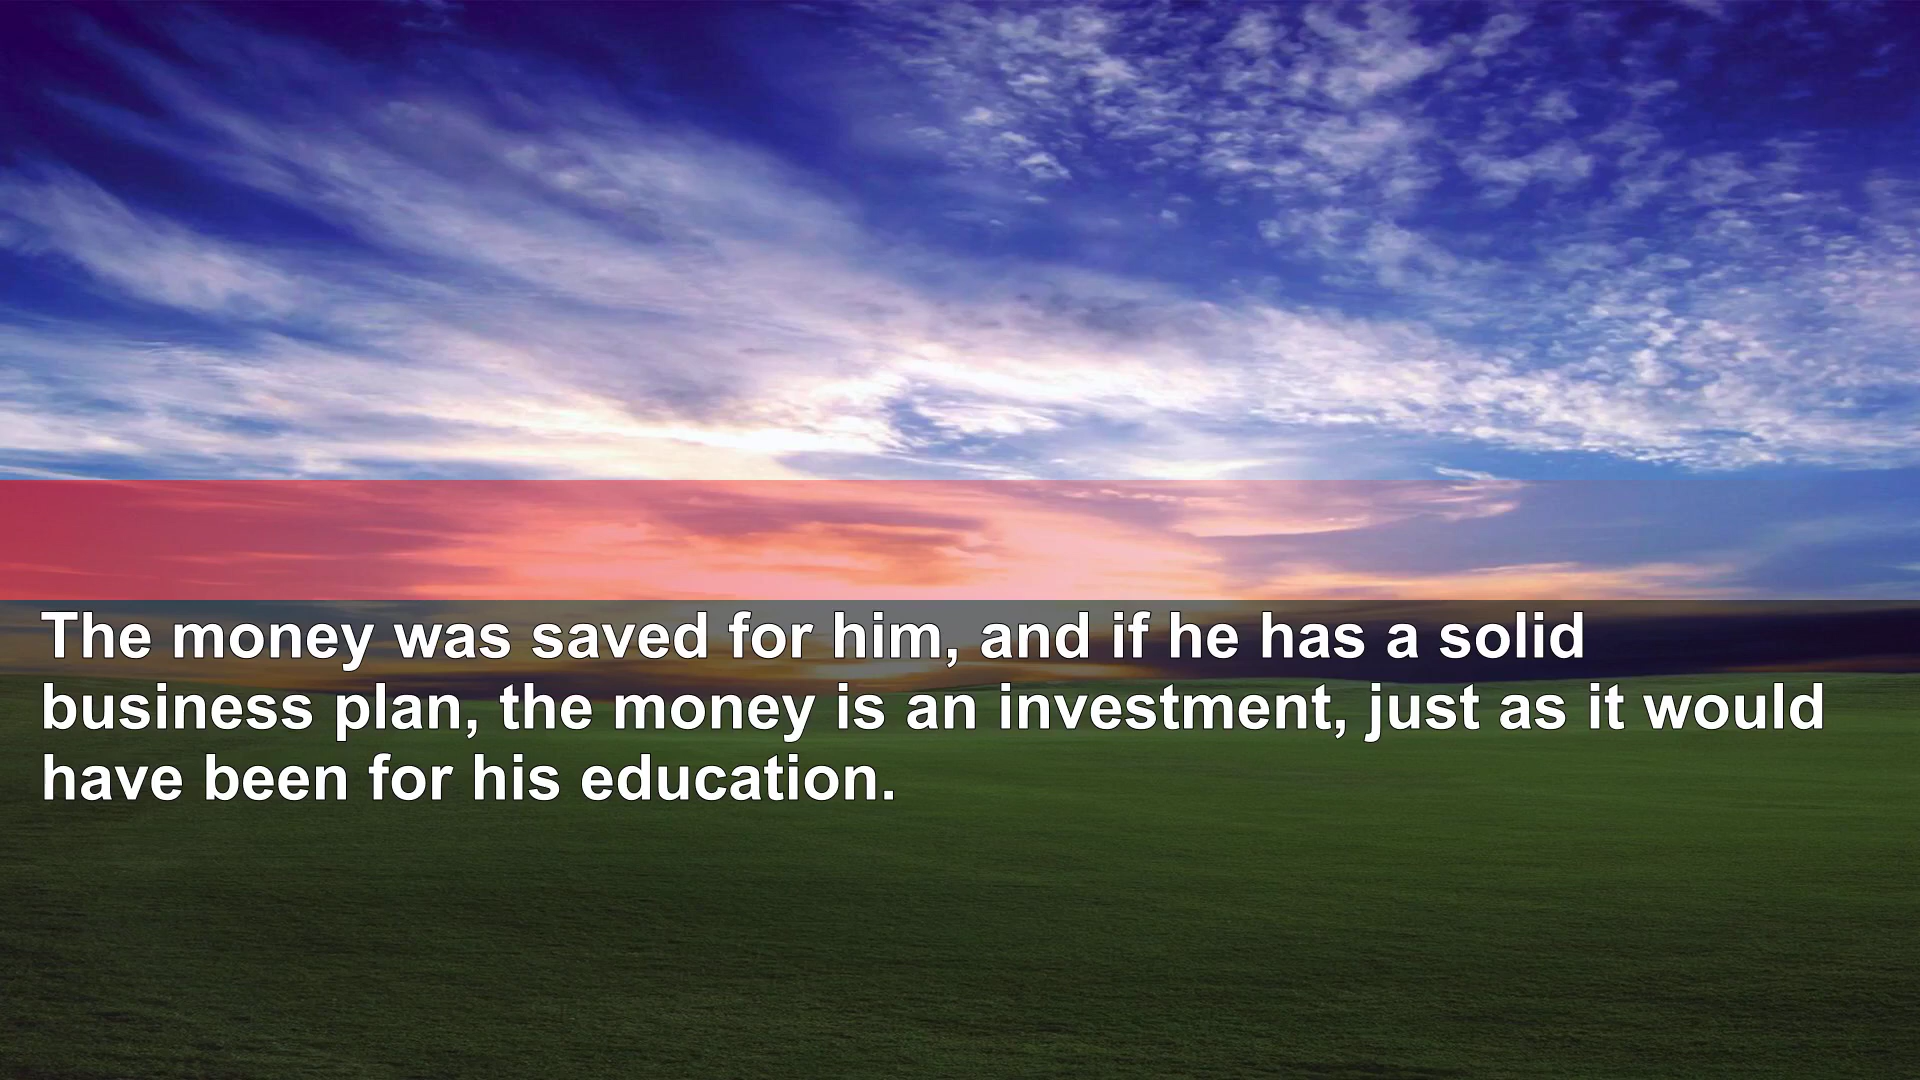 The money was saved for him, and if he has a solid
business plan, the money is an investment, just as it would
have been for his education.